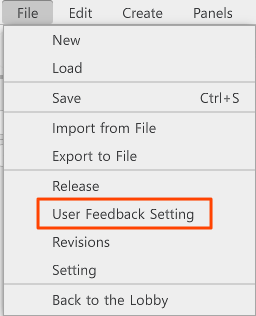 File Edit Create Panels
New
Load
Save Ctrl+S
Import from File
Export to File
Release
User Feedback Setting
Revisions
Setting
Back to the Lobby